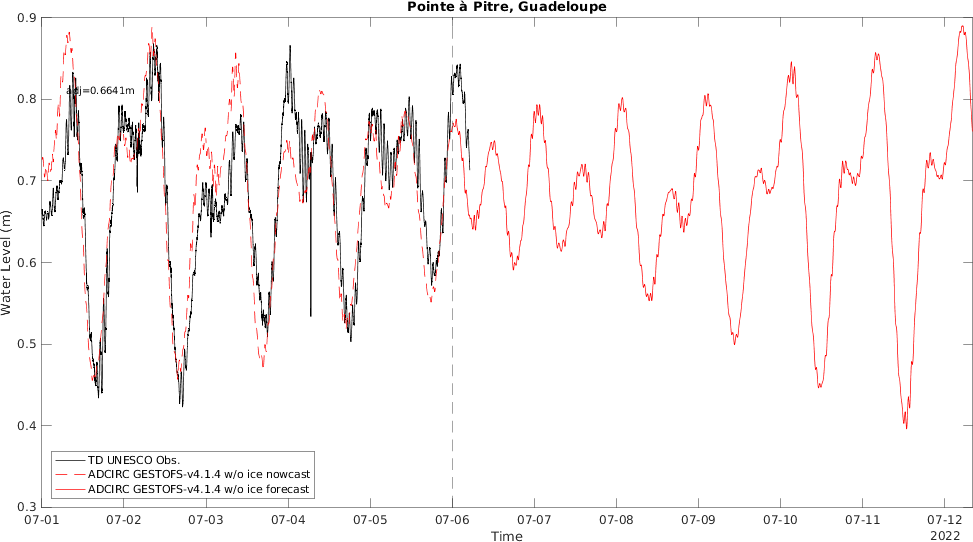 Pointe à Pitre, Guadeloupe
0.9
0.8
0.7
0.6
0.5
0.4
0.3
Water Level (m)
adj=0.6641m
TD UNESCO Obs.
ADCIRC GESTOFS-v4.1.4 w/o ice nowcast
ADCIRC GESTOFS-v4.1.4 w/o ice forecast
07-01 07-02 07-03 07-04 07-05 07-06 07-07 07-08 07-09 07-10 07-11 07-12
2022
Time